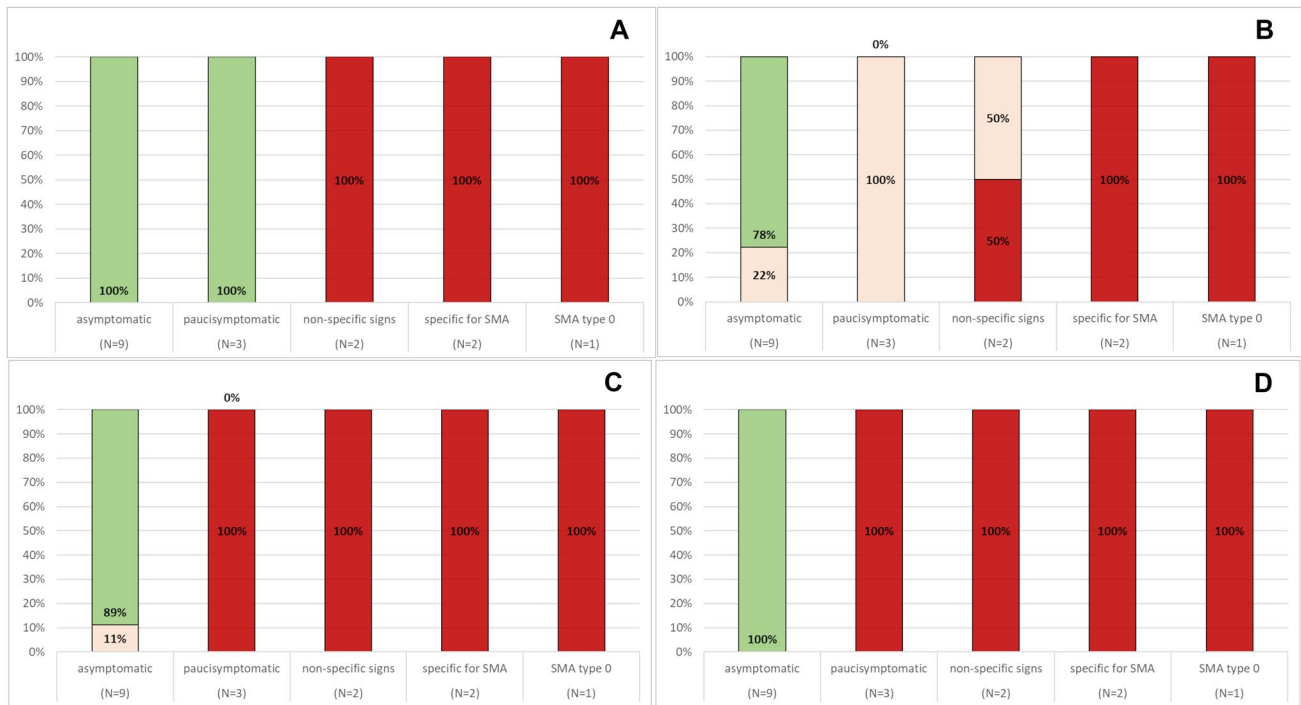 A
100%
90%
80%
70%
60%
50%
40%
30%
20%
10%
0%
100%
100%
100%
100%
100%
asymptomatic
paucisymptomatic
non-specific signs
specific for SMA
SMA type 0
(N=9)
(N=3)
(N=2)
(N=2)
(N=1)
B
0%
100%
90%
80%
70%
60%
50%
40%
30%
20%
10%
0%
78%
22%
100%
50%
50%
100%
100%
asymptomatic
paucisymptomatic
non-specific signs
specific for SMA
SMA type 0
(N=9)
(N=3)
(N=2)
(N=2)
(N=1)
C
0%
100%
90%
80%
70%
60%
50%
40%
30%
20%
10%
0%
89%
11%
100%
100%
100%
100%
asymptomatic
paucisymptomatic
non-specific signs
specific for SMA
SMA type 0
(N=9)
(N=3)
(N=2)
(N=2)
(N=1)
D
100%
90%
80%
70%
60%
50%
40%
30%
20%
10%
0%
100%
100%
100%
100%
100%
asymptomatic
paucisymptomatic
non-specific signs
specific for SMA
SMA type 0
(N=9)
(N=3)
(N=2)
(N=2)
(N=1)